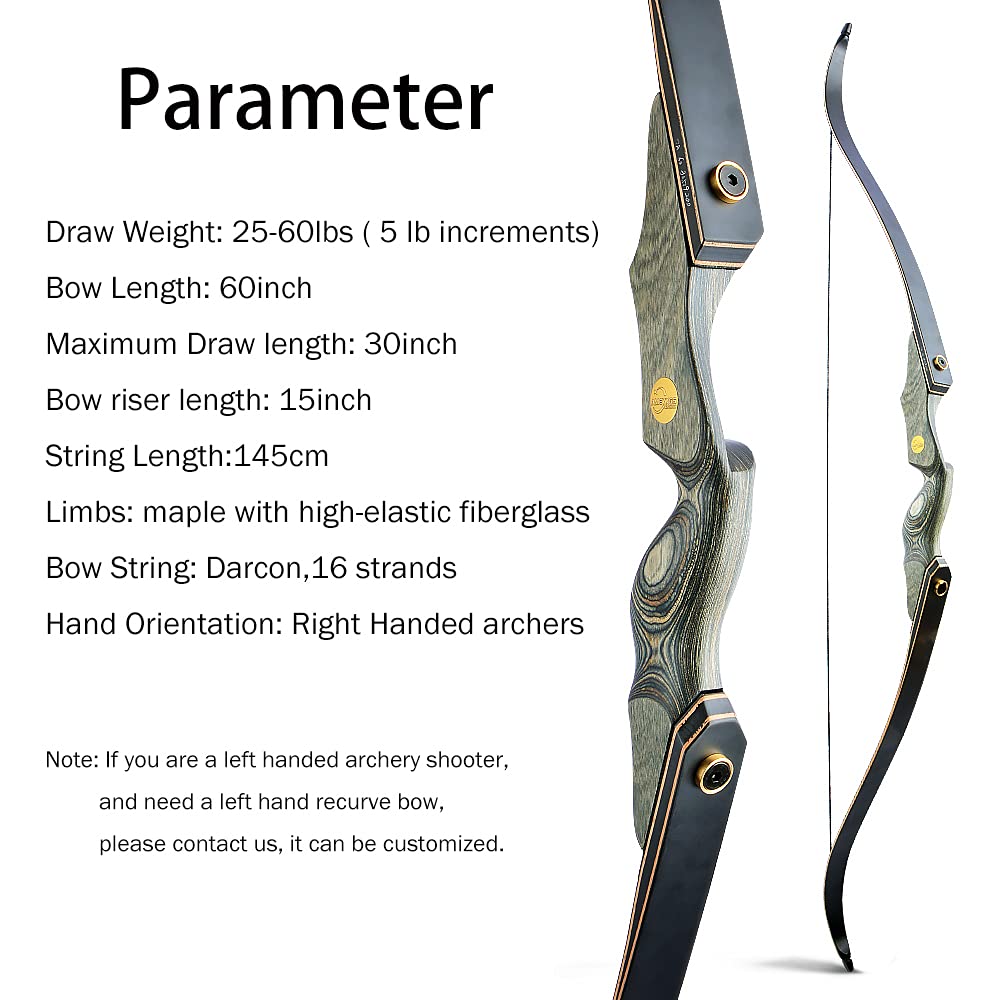 Parameter
Draw Weight: 25-60lbs ( 5 lb increments)
Bow Length: 60inch
Maximum Draw length: 30inch
Bow riser length: 15inch
String Length:145cm
Limbs: maple with high-elastic fiberglass
Bow String: Darcon,16 strands
Hand Orientation: Right Handed archers
Note: If you are a left handed archery shooter,
and need a left hand recurve bow,
please contact us, it can be customized.